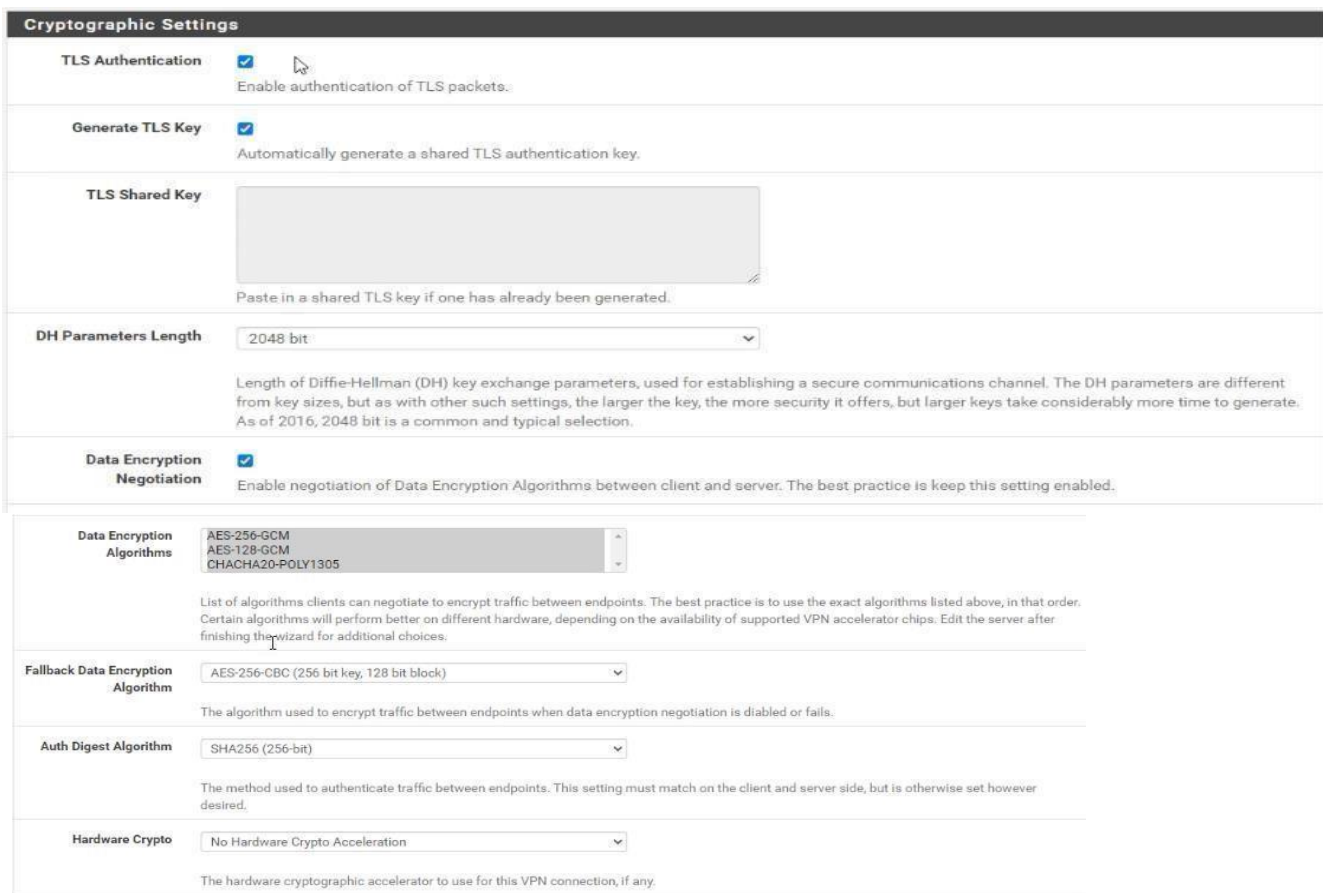 Cryptographic Settings
TLS Authentication
Enable authentication of TLS packets.
Generate TLS Key
Automatically generate a shared TLS authentication key.
TLS Shared Key
Paste in a shared TLS key if one has already been generated.
DH Parameters Length
2048 bit
Length of Diffie-Hellman (DH) key exchange parameters, used for establishing a secure communications channel. The DH parameters are different
from key sizes, but as with other such settings, the larger the key, the more security it offers, but larger keys take considerably more time to generate.
As of 2016, 2048 bit is a common and typical selection.
Data Encryption
Negotiation
Enable negotiation of Data Encryption Algorithms between client and server. The best practice is keep this setting enabled.
Data Encryption
Algorithms
AES-256-GCM
AES-128-GCM
CHACHA20-POLY1305
List of algorithms clients can negotiate to encrypt traffic between endpoints. The best practice is to use the exact algorithms listed above, in that order.
Certain algorithms will perform better on different hardware, depending on the availability of supported VPN accelerator chips. Edit the server after
finishing the wizard for additional choices.
Fallback Data Encryption
Algorithm
AES-256-CBC (256 bit key, 128 bit block)
The algorithm used to encrypt traffic between endpoints when data encryption negotiation is diabled or fails.
Auth Digest Algorithm
SHA256 (256-bit)
The method used to authenticate traffic between endpoints. This setting must match on the client and server side, but is otherwise set however
desired.
Hardware Crypto
No Hardware Crypto Acceleration
The hardware cryptographic accelerator to use for this VPN connection, if any.